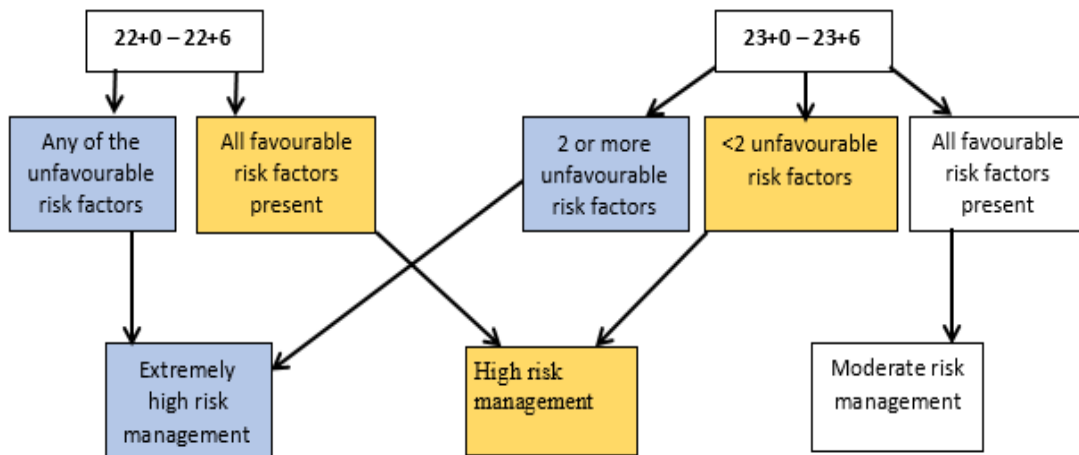 22+0 – 22+6
23+0 – 23+6
Any of the
unfavourable
risk factors
All favourable
risk factors
present
2 or more
unfavourable
risk factors
<2 unfavourable
risk factors
All favourable
risk factors
present
Extremely
high risk
management
High risk
management
Moderate risk
management